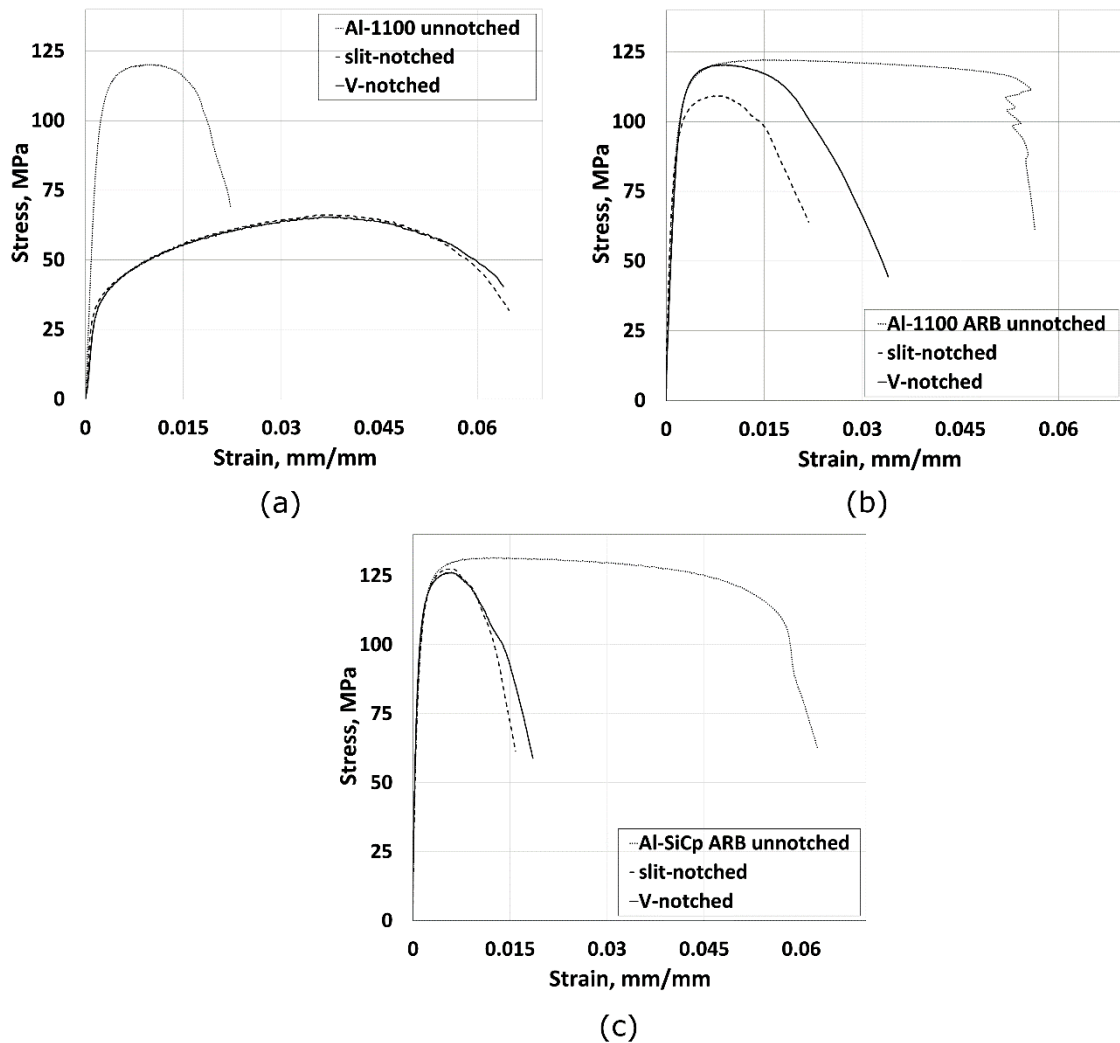 Al-1100 unnotched
slit-notched
V-notched
125
100
75
50
25
0
Stress, MPa
0 0.015 0.03 0.045 0.06
Strain, mm/mm
(a)
Al-1100 ARB unnotched
slit-notched
V-notched
125
100
75
50
25
0
Stress, MPa
0 0.015 0.03 0.045 0.06
Strain, mm/mm
(b)
Al-SiCp ARB unnotched
slit-notched
V-notched
125
100
75
50
25
0
Stress, MPa
0 0.015 0.03 0.045 0.06
Strain, mm/mm
(c)